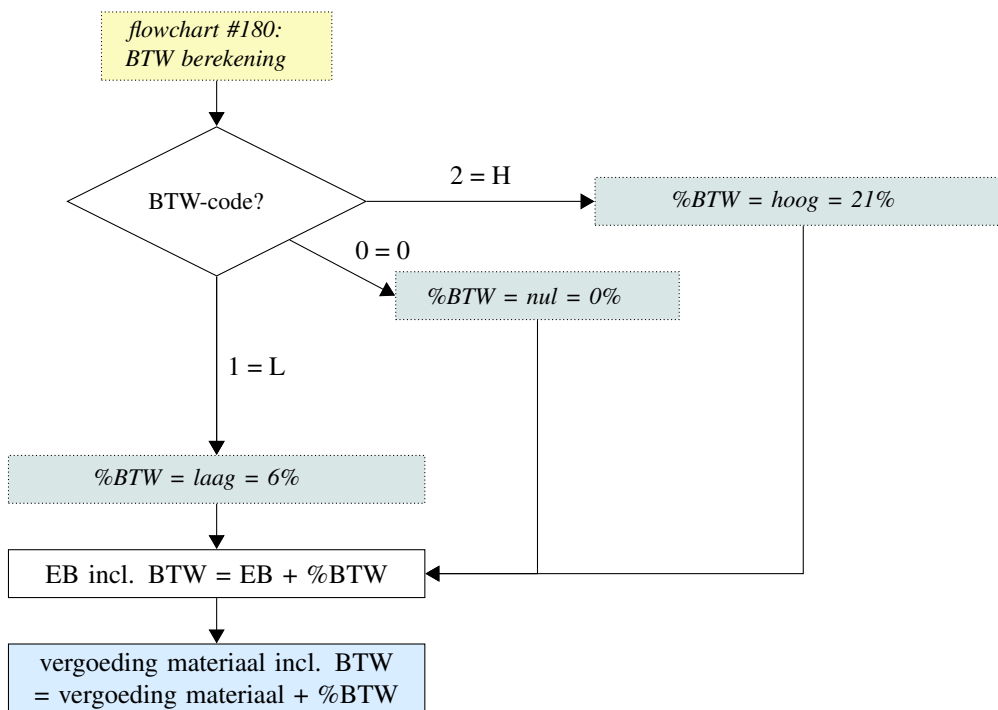 flowchart #180:
BTW berekening
BTW-code?
2 = H
%BTW = hoog = 21%
0 = 0
%BTW = nul = 0%
1 = L
%BTW = laag = 6%
EB incl. BTW = EB + %BTW
vergoeding materiaal incl. BTW
= vergoeding materiaal + %BTW